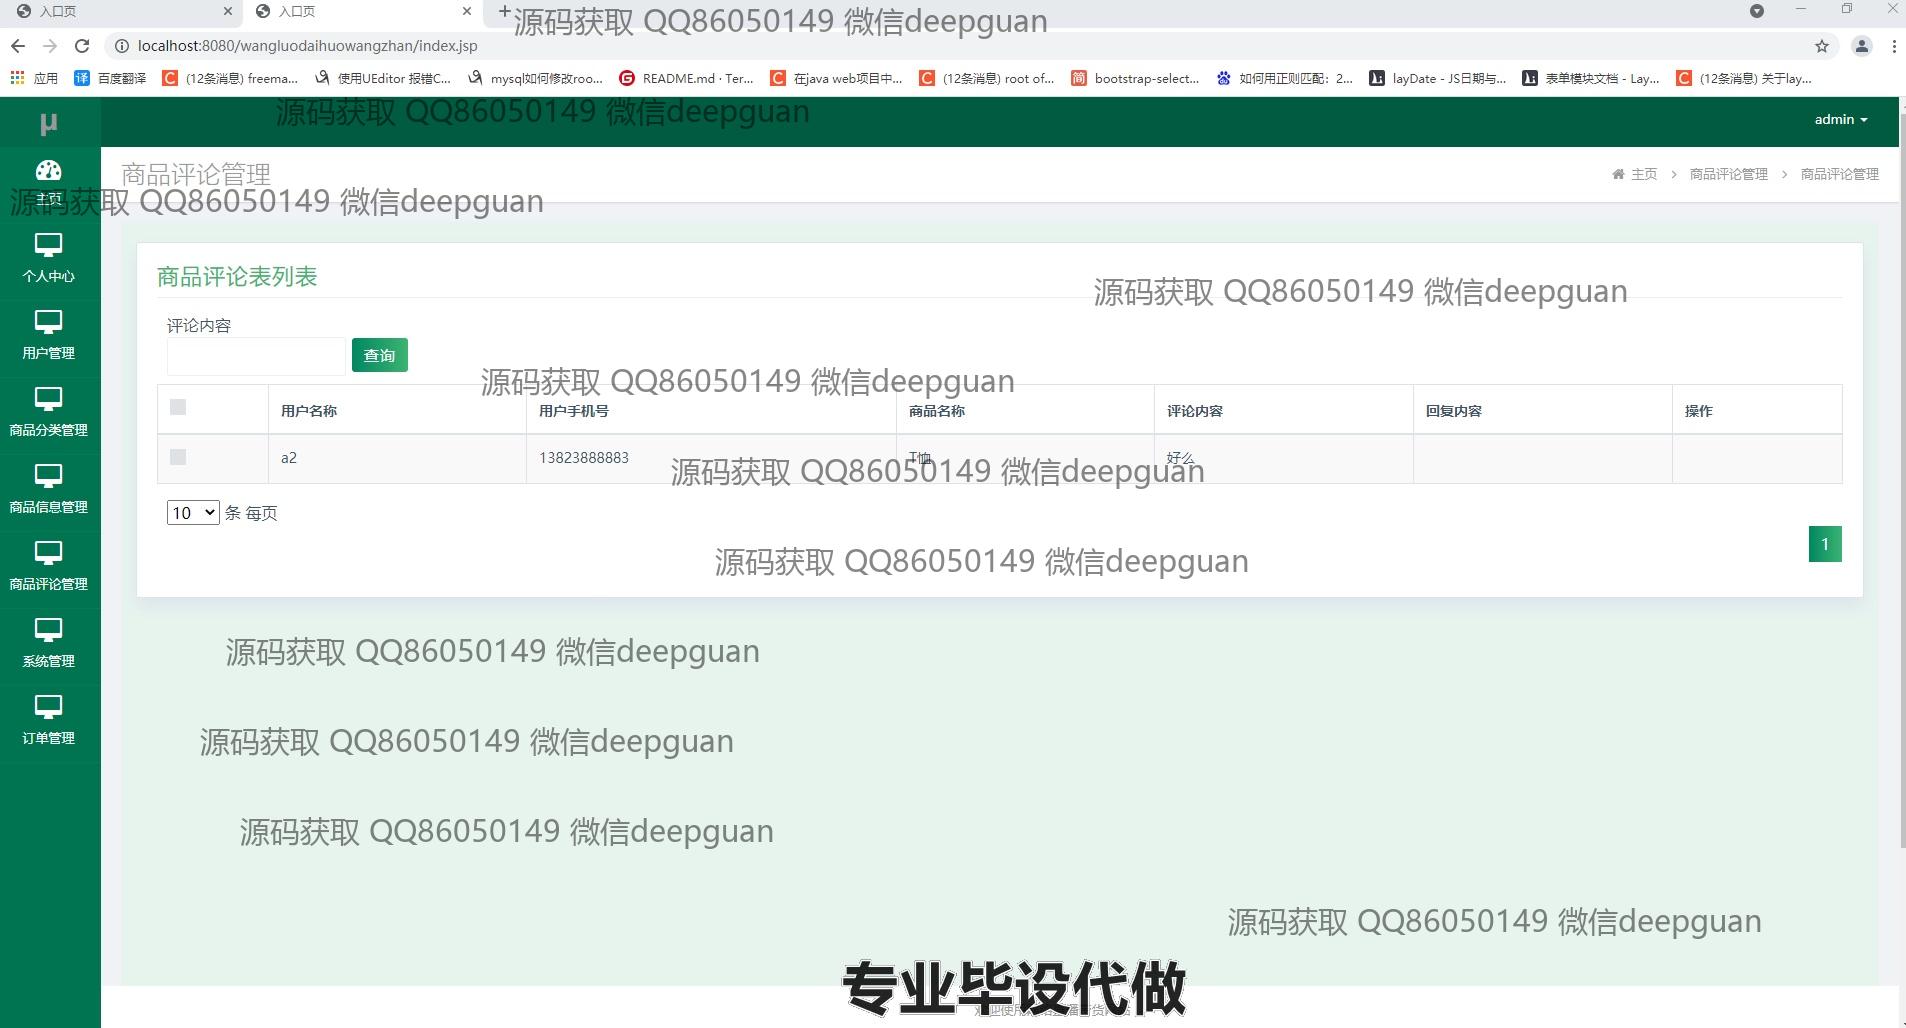 入口页
入口页
源码获取 QQ86050149 微信deepguan
localhost:8080/wangluodaihuowangzhan/index.jsp
应用
百度翻译
(12条消息) freema...
使用UEditor 报错C...
mysql如何修改roo...
README.md · Ter...
在java web项目中...
(12条消息) root of...
bootstrap-select...
如何用正则匹配：2...
layDate - JS日期与...
表单模块文档 - Lay...
(12条消息) 关于lay...
μ
源码获取 QQ86050149 微信deepguan
admin
主页
商品评论管理
主页 > 商品评论管理 > 商品评论管理
源码获取 QQ86050149 微信deepguan
个人中心
用户管理
商品分类管理
商品信息管理
商品评论管理
系统管理
订单管理
商品评论表列表
源码获取 QQ86050149 微信deepguan
评论内容
查询
源码获取 QQ86050149 微信deepguan
用户名称 用户手机号 商品名称 评论内容 回复内容 操作
a2 13823888883 T恤 好么
源码获取 QQ86050149 微信deepguan
10 条 每页
1
源码获取 QQ86050149 微信deepguan
源码获取 QQ86050149 微信deepguan
源码获取 QQ86050149 微信deepguan
源码获取 QQ86050149 微信deepguan
源码获取 QQ86050149 微信deepguan
专业毕设代做